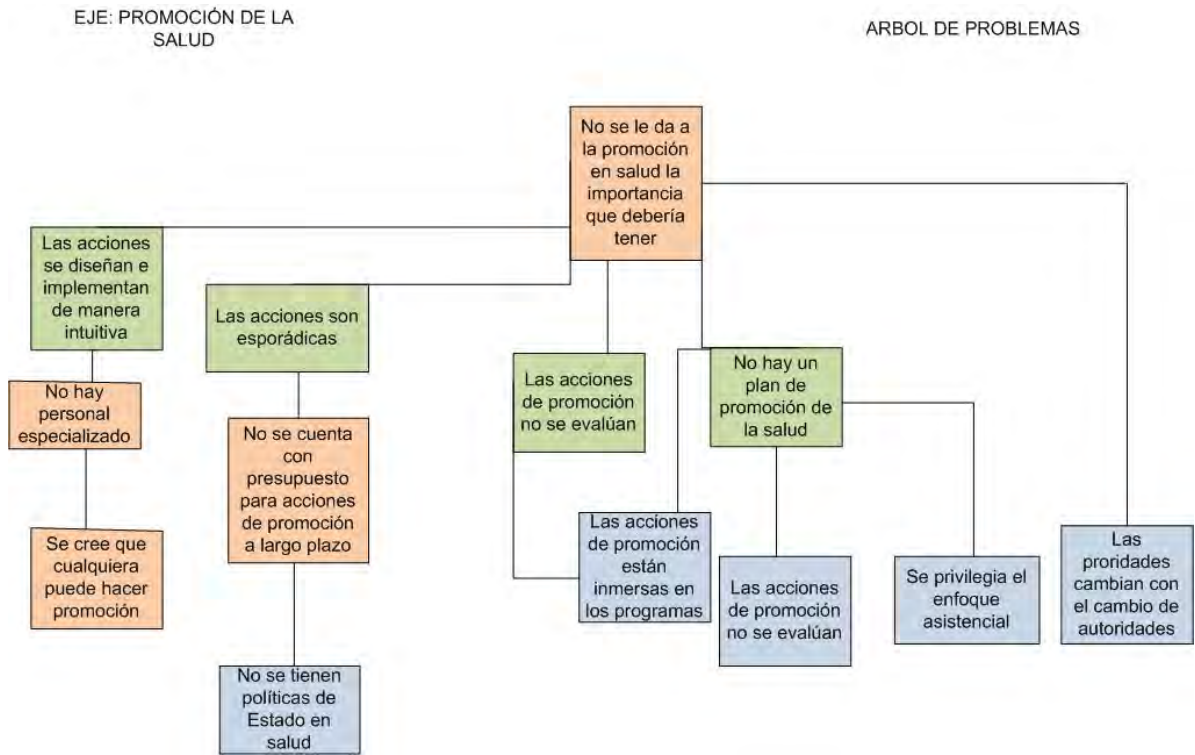 EJE: PROMOCIÓN DE LA
SALUD
ARBOL DE PROBLEMAS
No se le da a
la promoción
en salud la
importancia
que debería
tener
Las acciones
se diseñan e
implementan
de manera
intuitiva
Las acciones son
esporádicas
Las acciones
de promoción
no se evalúan
No hay un
plan de
promoción de
la salud
No hay
personal
especializado
No se cuenta
con
presupuesto
para acciones
de promoción
a largo plazo
Se cree que
cualquiera
puede hacer
promoción
Las acciones
de promoción
están
inmersas en
los programas
Las acciones
de promoción
no se evalúan
Se privilegia el
enfoque
asistencial
Las
proridades
cambian con
el cambio de
autoridades
No se tienen
políticas de
Estado en
salud